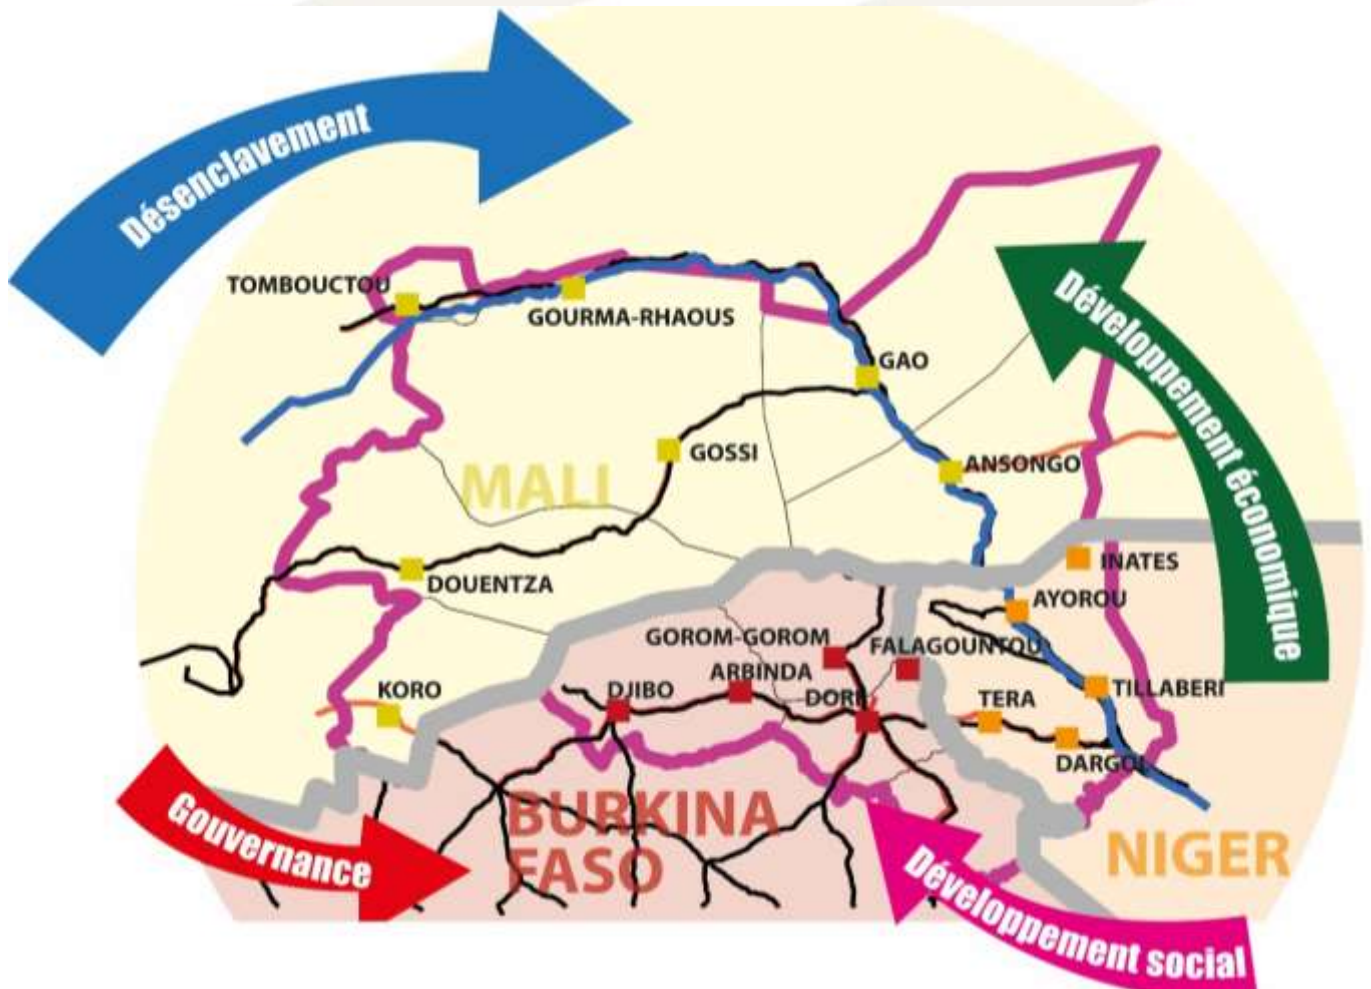 Désenclavement
TOMBOUCTOU
GOURMA-RHAOUS
Développement économique
GAO
GOSSI
ANSONGO
MALI
INATES
DOUENTZA
AYOROU
GOROM-GOROM
FALAGOUNTOU
ARBINDA
KORO
DJIBO
DORI
TERA
TILLABERI
DARGOL
Gouvernance
BURKINA
FASO
NIGER
Développement social